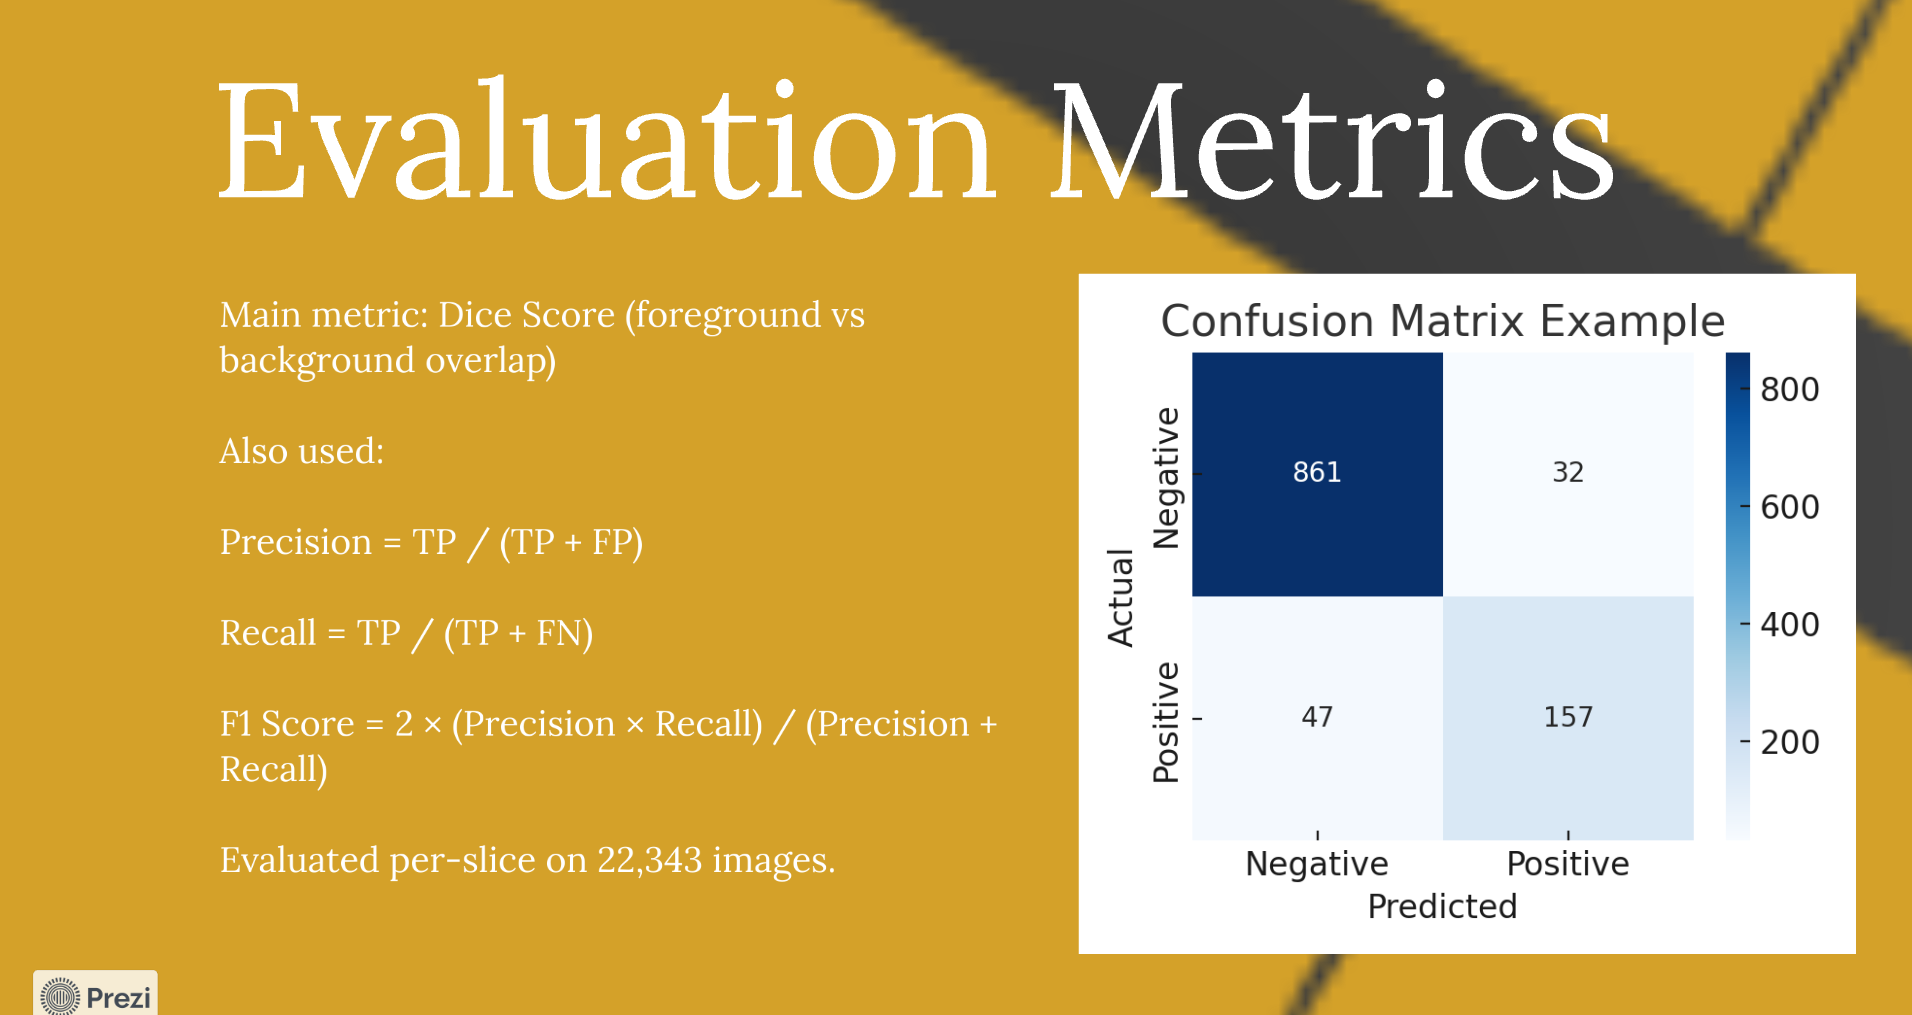 Evaluation Metrics
Main metric: Dice Score (foreground vs
background overlap)
Also used:
Precision = TP / (TP + FP)
Recall = TP / (TP + FN)
F1 Score = 2 × (Precision × Recall) / (Precision +
Recall)
Evaluated per-slice on 22,343 images.
Confusion Matrix Example
Actual
Negative
861
32
Positive
47
157
Negative
Positive
Predicted
800
600
400
200
Prezi